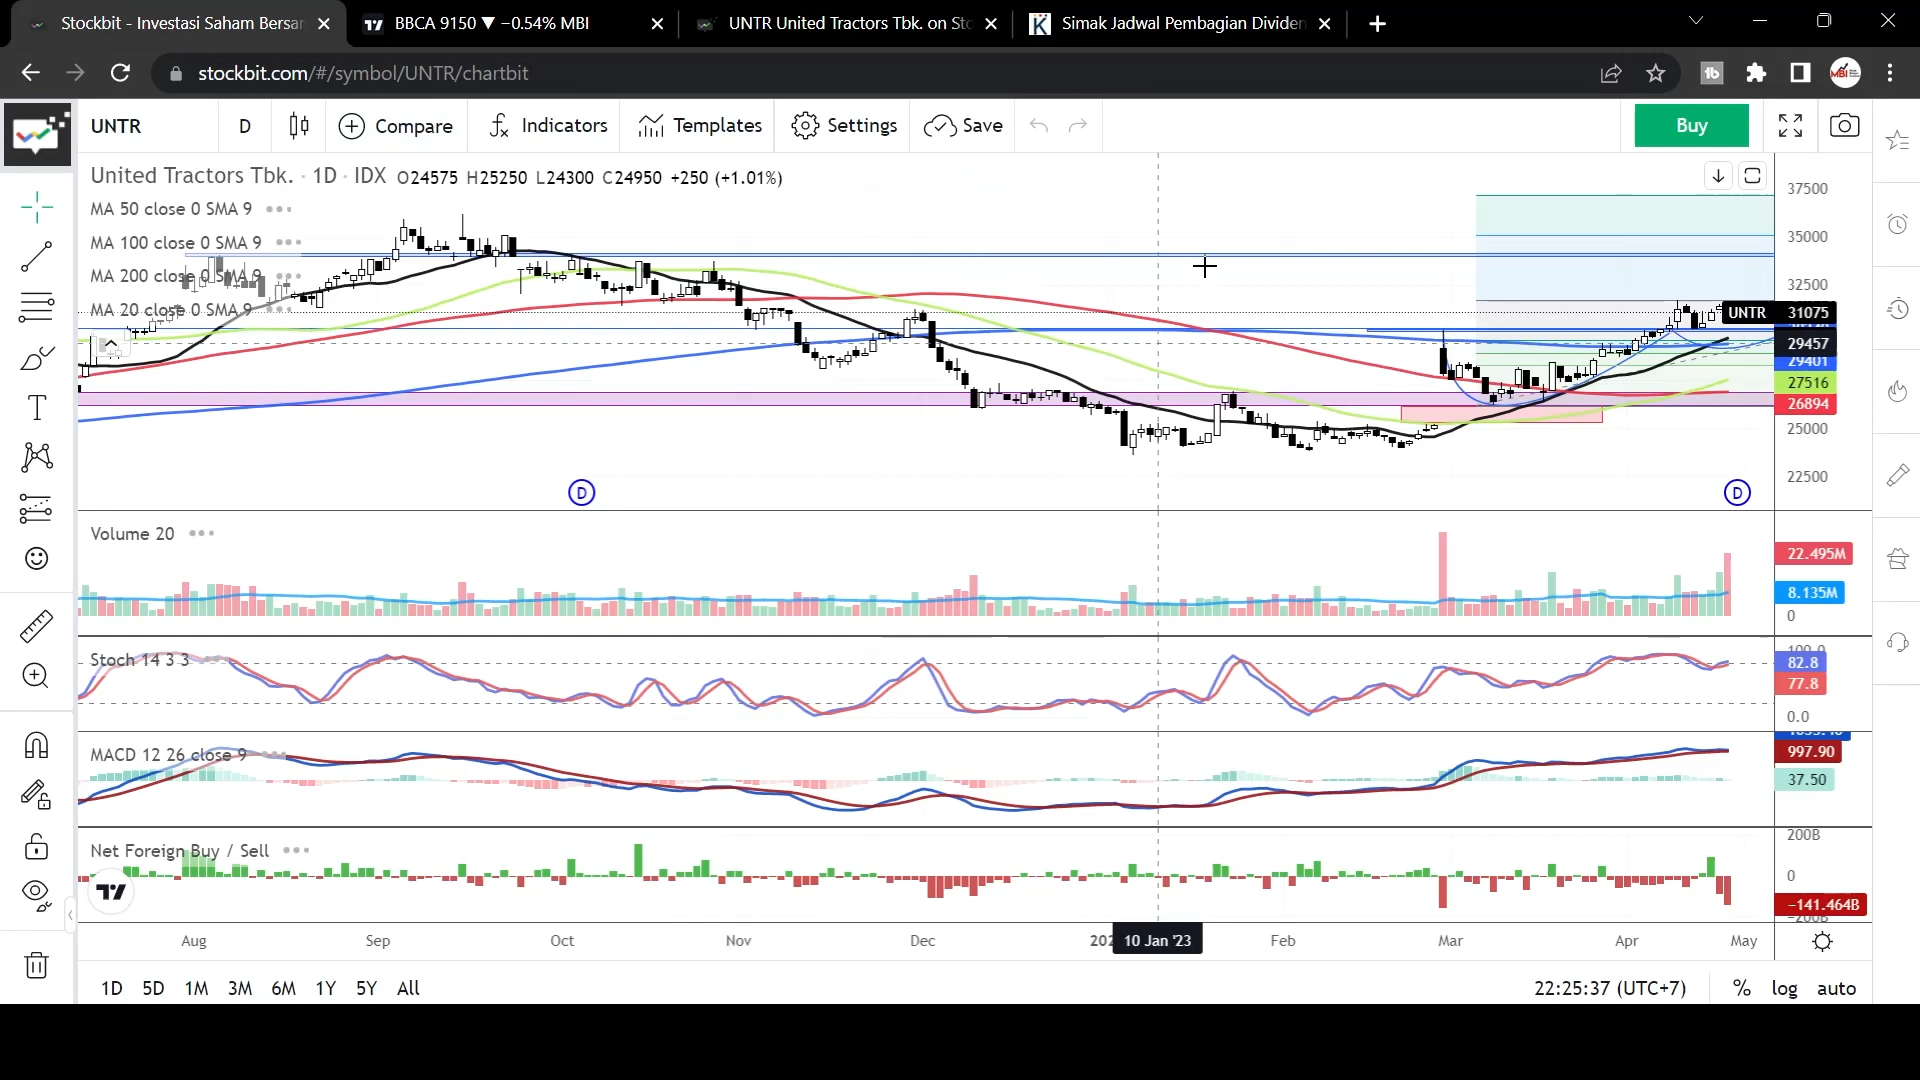 Stockbit - Investasi Saham Bersar
BBCA 9150 ▼ −0.54% MBI
UNTR United Tractors Tbk. on Sto
Simak Jadwal Pembagian Dividen
stockbit.com/#/symbol/UNTR/chartbit
UNTR
D
Compare
Indicators
Templates
Settings
Save
Buy
United Tractors Tbk. · 1D · IDX O24575 H25250 L24300 C24950 +250 (+1.01%)
MA 50 close 0 SMA 9
MA 100 close 0 SMA 9
MA 200 close 0 SMA 9
MA 20 close 0 SMA 9
37500
35000
32500
UNTR 31075
29457
29401
27516
26894
25000
22500
D
D
Volume 20
22.495M
8.135M
0
Stoch 14 3 3
100.0
82.8
77.8
0.0
MACD 12 26 close 9
997.90
37.50
Net Foreign Buy / Sell
200B
0
−141.464B
−200B
Aug
Sep
Oct
Nov
Dec
202
10 Jan '23
Feb
Mar
Apr
May
1D 5D 1M 3M 6M 1Y 5Y All
22:25:37 (UTC+7)
% log auto